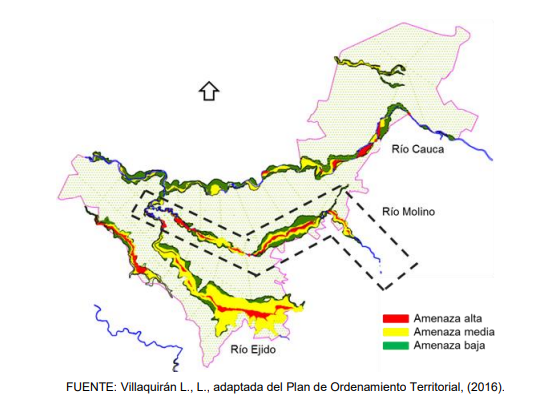 Río Cauca
Río Molino
Amenaza alta
Amenaza media
Amenaza baja
Río Ejido
FUENTE: Villaquirán L., L., adaptada del Plan de Ordenamiento Territorial, (2016).